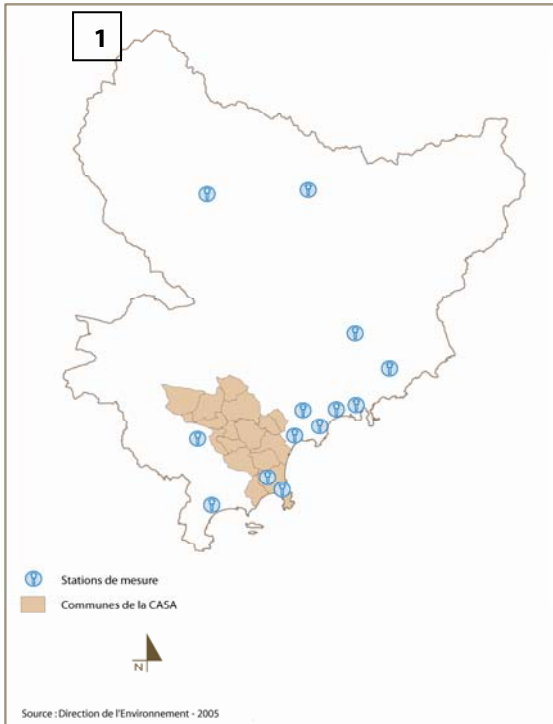 1
Stations de mesure
Communes de la CASA
N
Source : Direction de l'Environnement - 2005